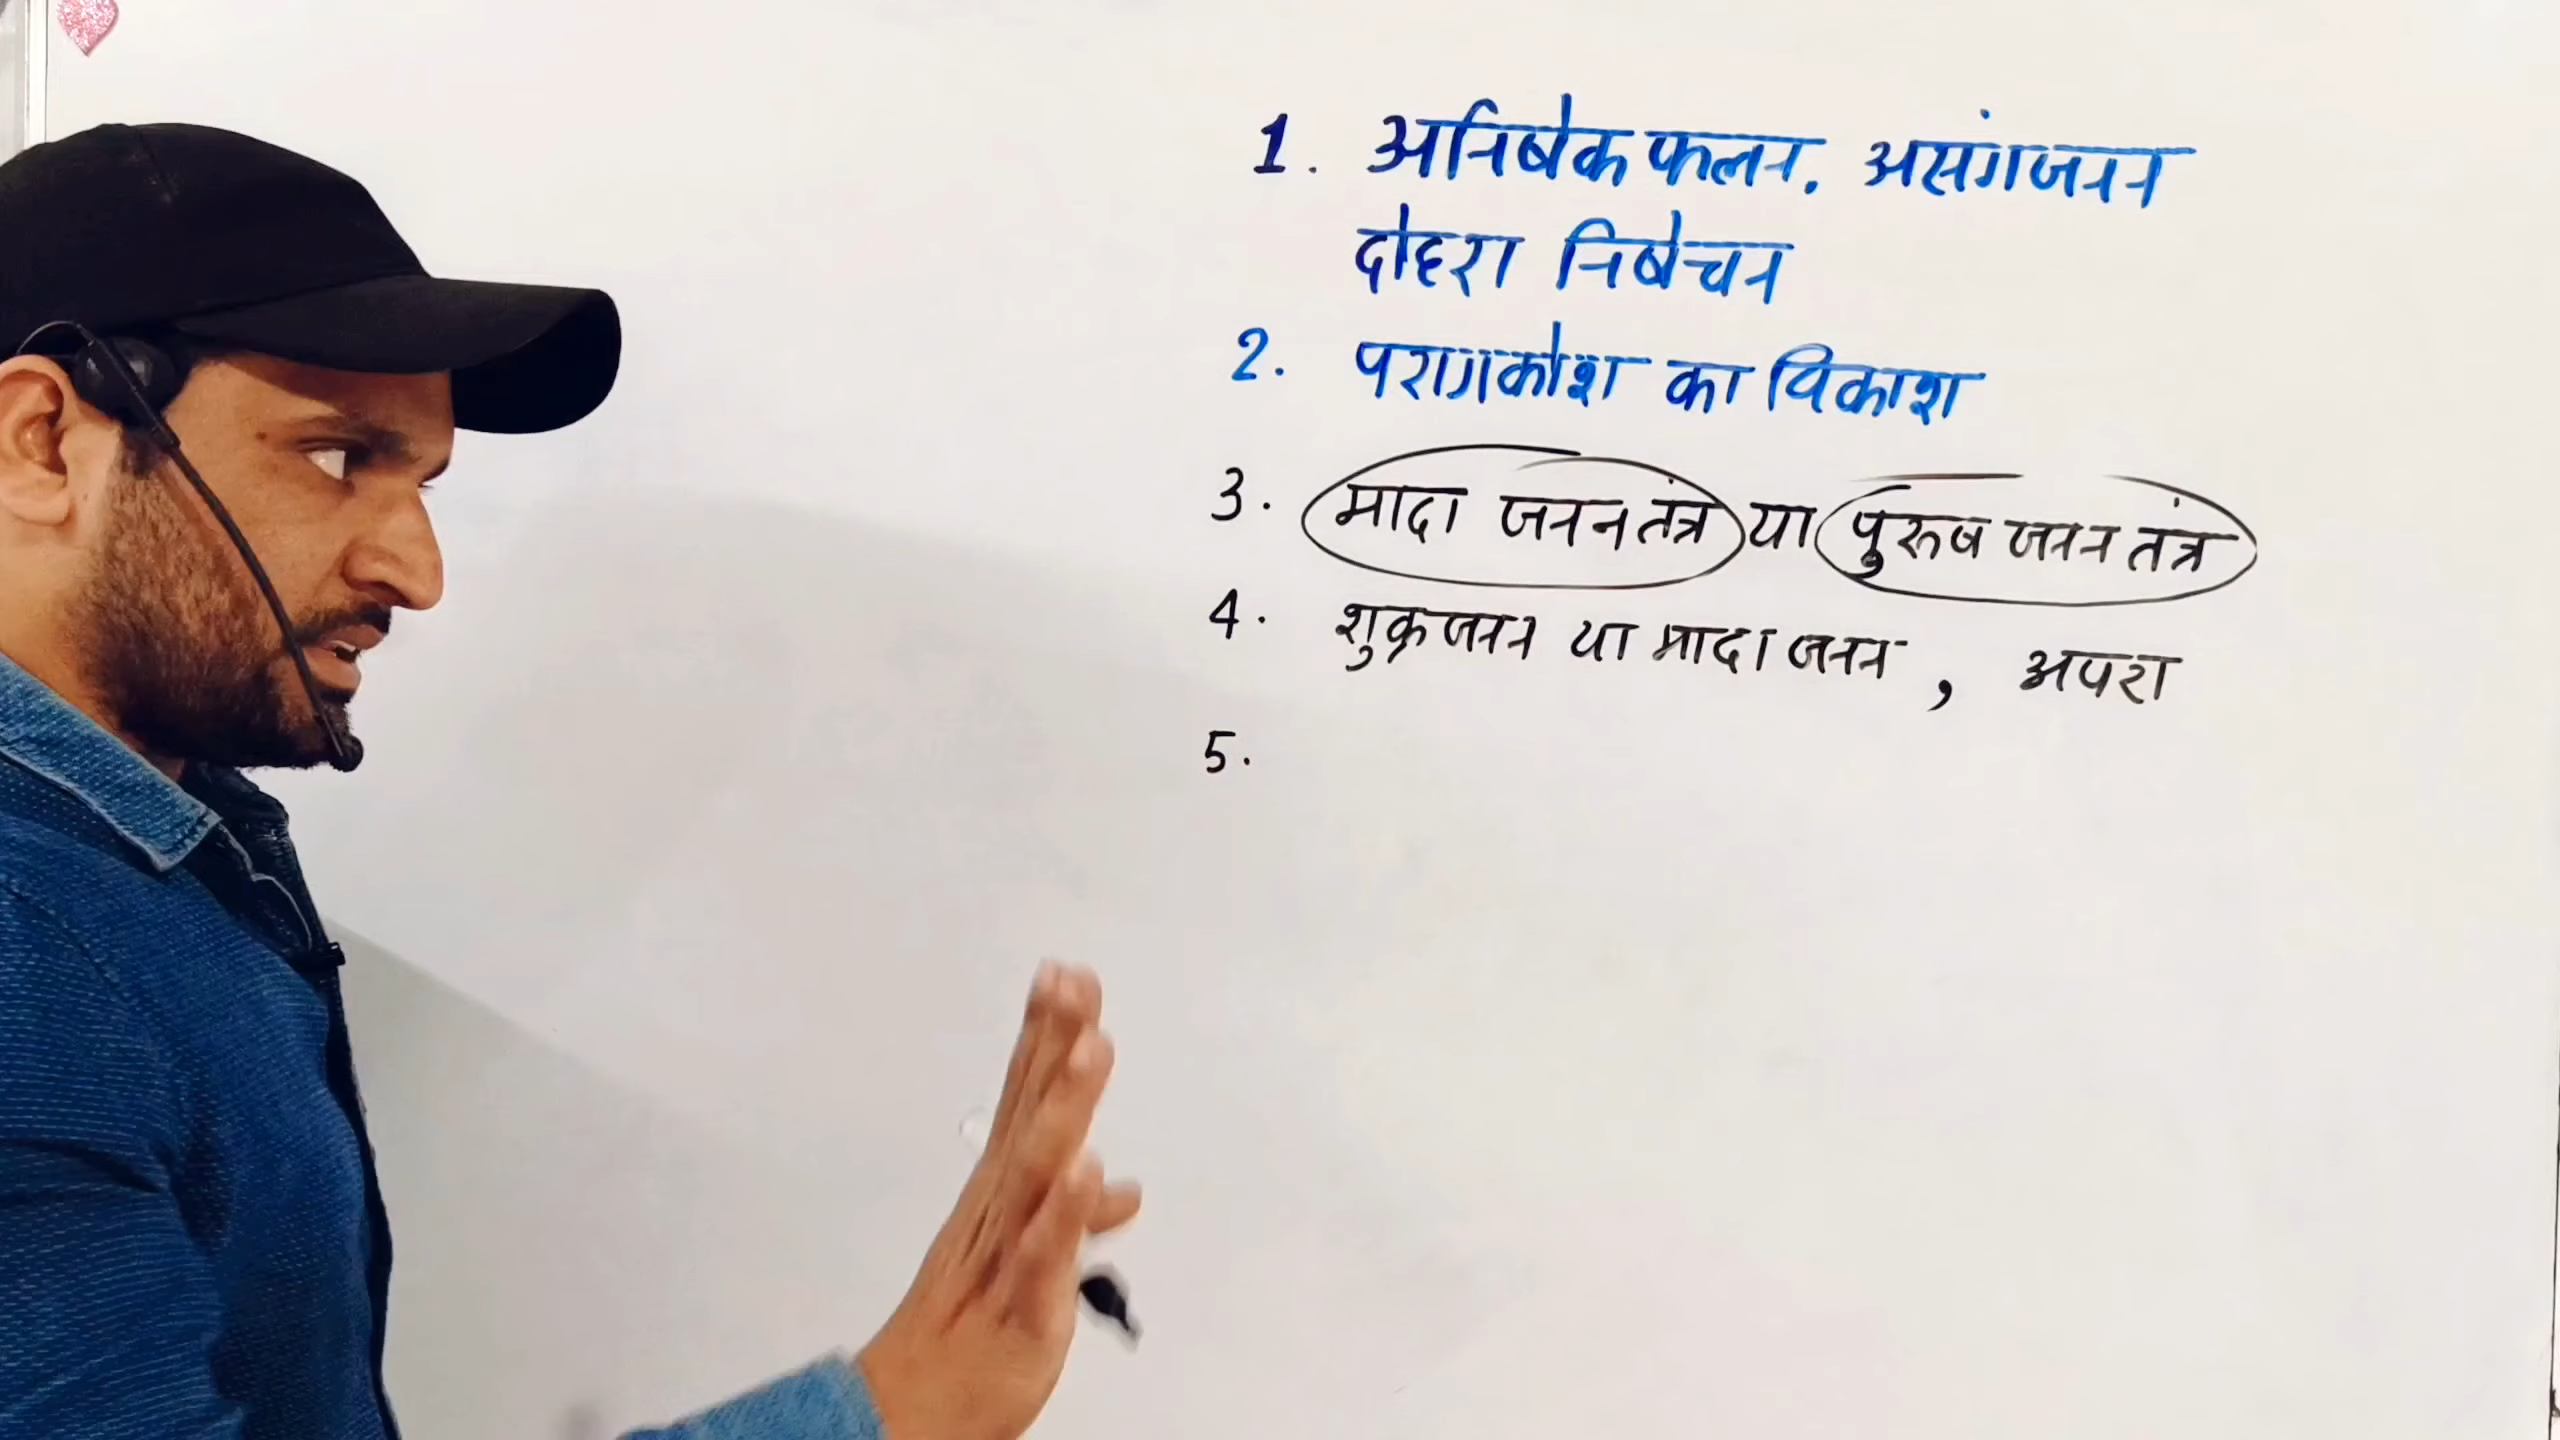 1. अनिषेक फलन. असंगजनन
दोहरा निषेचन
2. परागकोश का विकाश
3. मादा जनन तंत्र या पुरुष जनन तंत्र
4. शुक्रजनन या मादा जनन , अपरा
5.